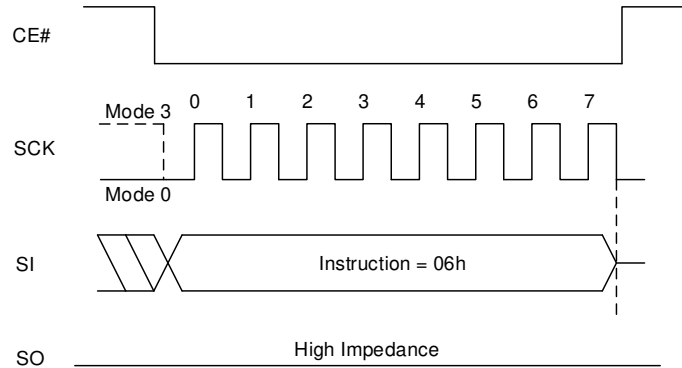 CE#
0 1 2 3 4 5 6 7
Mode 3
SCK
Mode 0
SI
Instruction = 06h
High Impedance
SO